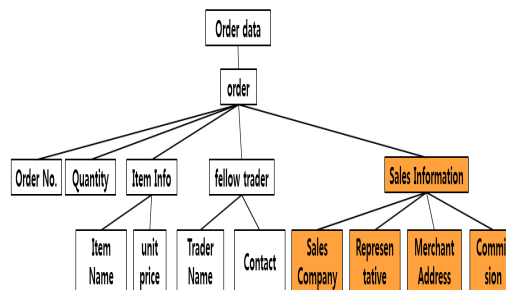 Order data
order
Order No.
Quantity
Item Info
fellow trader
Sales Information
Item
Name
unit
price
Trader
Name
Contact
Sales
Company
Represen
tative
Merchant
Address
Commi
sion